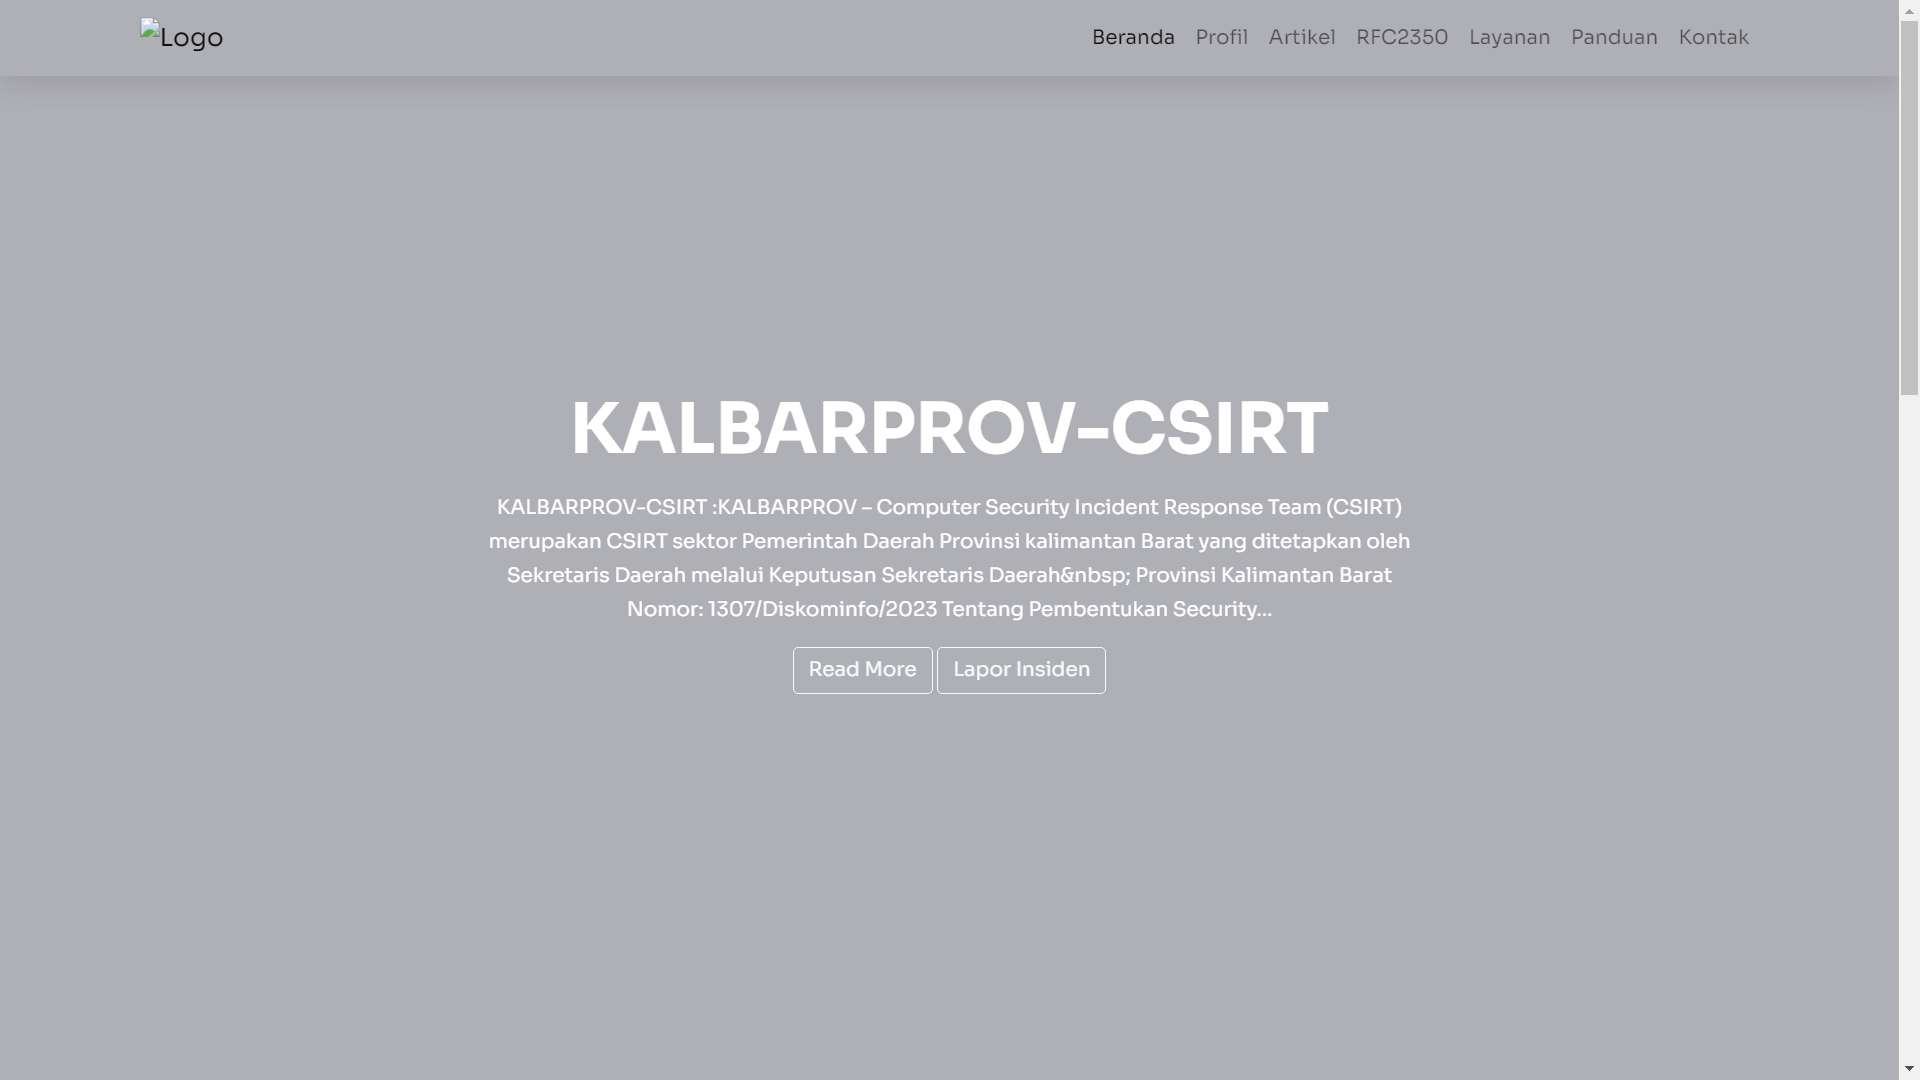 Logo
Beranda Profil Artikel RFC2350 Layanan Panduan Kontak
KALBARPROV-CSIRT
KALBARPROV-CSIRT :KALBARPROV – Computer Security Incident Response Team (CSIRT)
merupakan CSIRT sektor Pemerintah Daerah Provinsi kalimantan Barat yang ditetapkan oleh
Sekretaris Daerah melalui Keputusan Sekretaris Daerah&nbsp; Provinsi Kalimantan Barat
Nomor: 1307/Diskominfo/2023 Tentang Pembentukan Security...
Read More Lapor Insiden